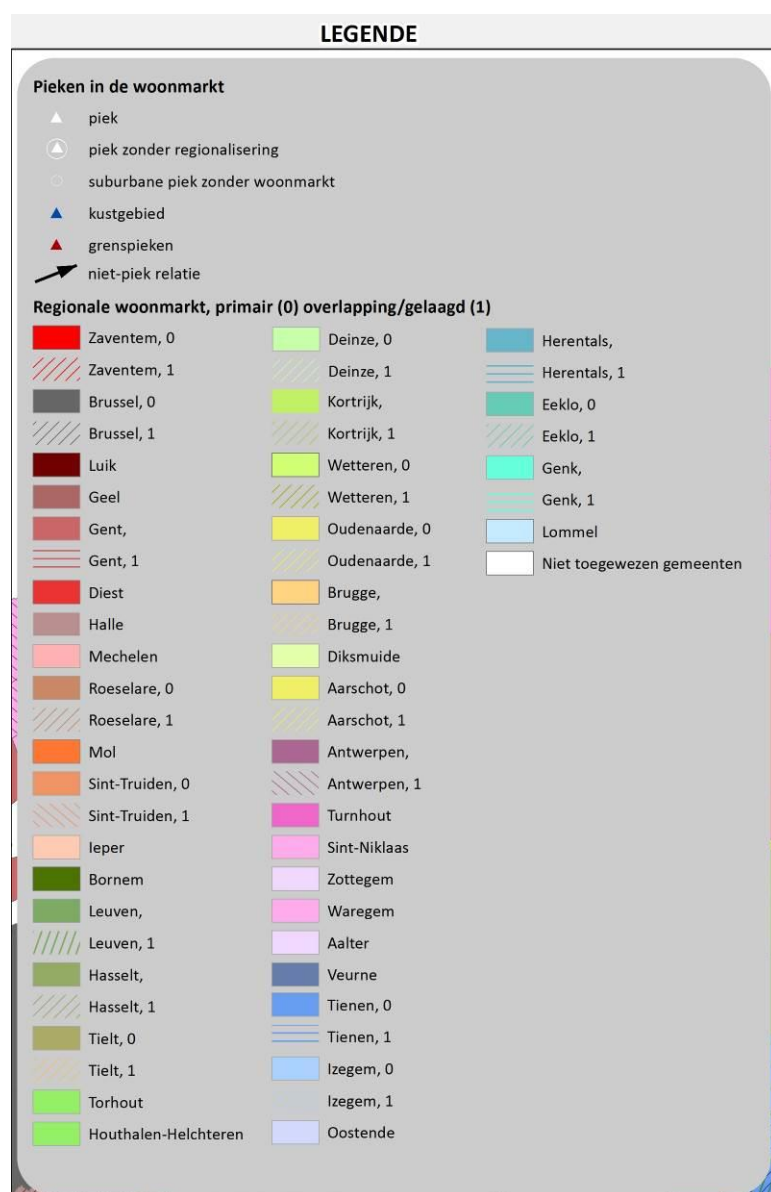 LEGENDE
Pieken in de woonmarkt
piek
piek zonder regionalisering
suburbane piek zonder woonmarkt
kustgebied
grenspieken
niet-piek relatie
Regionale woonmarkt, primair (0) overlapping/gelaagd (1)
Zaventem, 0
Zaventem, 1
Brussel, 0
Brussel, 1
Luik
Geel
Gent,
Gent, 1
Diest
Halle
Mechelen
Roeselare, 0
Roeselare, 1
Mol
Sint-Truiden, 0
Sint-Truiden, 1
Ieper
Bornem
Leuven,
Leuven, 1
Hasselt,
Hasselt, 1
Tielt, 0
Tielt, 1
Torhout
Houthalen-Helchteren
Deinze, 0
Deinze, 1
Kortrijk,
Kortrijk, 1
Wetteren, 0
Wetteren, 1
Oudenaarde, 0
Oudenaarde, 1
Brugge,
Brugge, 1
Diksmuide
Aarschot, 0
Aarschot, 1
Antwerpen,
Antwerpen, 1
Turnhout
Sint-Niklaas
Zottegem
Waregem
Aalter
Veurne
Tienen, 0
Tienen, 1
Izegem, 0
Izegem, 1
Oostende
Herentals,
Herentals, 1
Eeklo, 0
Eeklo, 1
Genk,
Genk, 1
Lommel
Niet toegewezen gemeenten